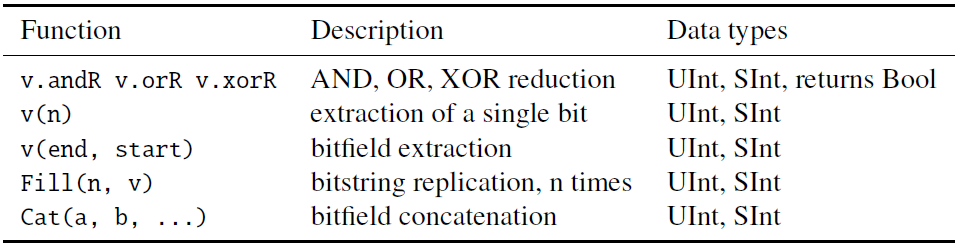 Function Description Data types
v.andR v.orR v.xorR AND, OR, XOR reduction UInt, SInt, returns Bool
v(n) extraction of a single bit UInt, SInt
v(end, start) bitfield extraction UInt, SInt
Fill(n, v) bitstring replication, n times UInt, SInt
Cat(a, b, ...) bitfield concatenation UInt, SInt